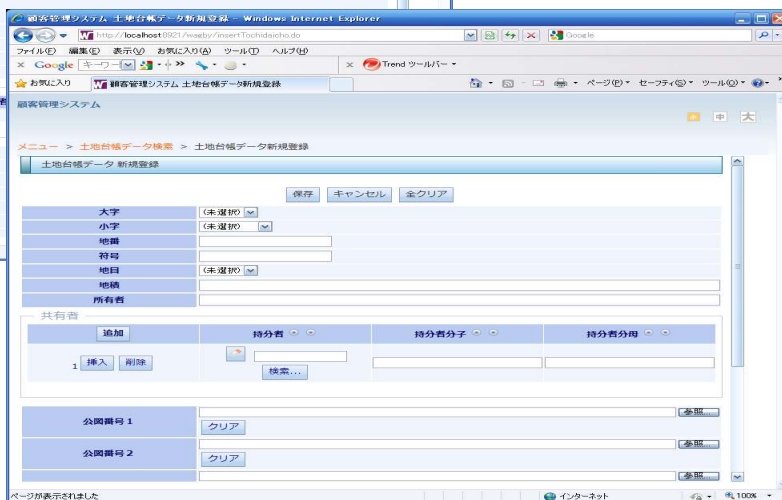 顧客管理システム 土地台帳データ新規登録 - Windows Internet Explorer
http://localhost:8921/wagby/insertTochidaicho.do
Google
ファイル(F) 編集(E) 表示(V) お気に入り(A) ツール(T) ヘルプ(H)
x Google キーワード x Trend ツールバー
お気に入り 顧客管理システム 土地台帳データ新規登録 ページ(P) セーフティ(S) ツール(O)
顧客管理システム
中 大
メニュー > 土地台帳データ検索 > 土地台帳データ新規登録
土地台帳データ 新規登録
保存 キャンセル 全クリア
大字 (未選択)
小字 (未選択)
地番
符号
地目 (未選択)
地積
所有者
共有者
追加 持分者 持分者分子 持分者分母
1 挿入 削除
検索...
参照...
公図番号1
クリア
参照...
公図番号2
クリア
参照...
ページが表示されました インターネット 100%